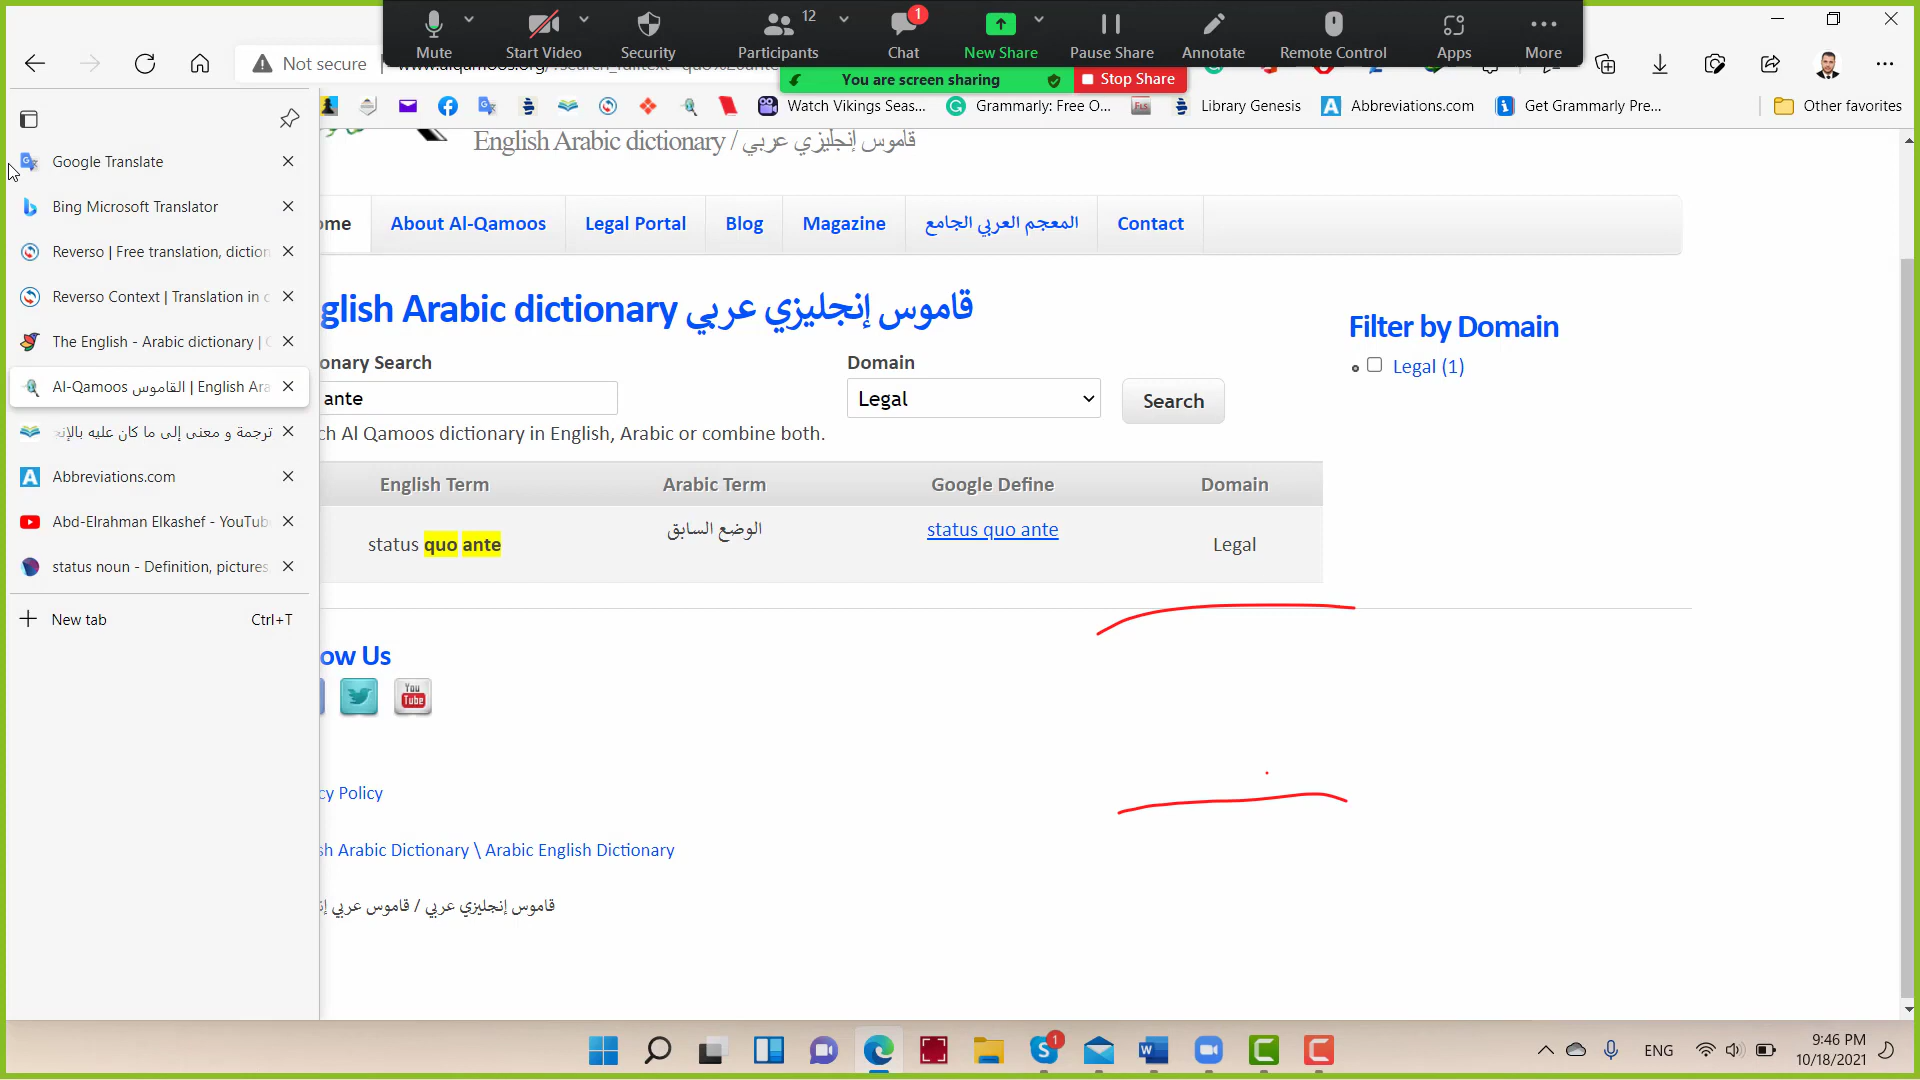 Mute
Start Video
Security
12
Participants
1
Chat
New Share
Pause Share
Annotate
Remote Control
Apps
More
Not secure
You are screen sharing
Stop Share
Watch Vikings Seas...
Grammarly: Free O...
Library Genesis
Abbreviations.com
Get Grammarly Pre...
Other favorites
English Arabic dictionary / قاموس إنجليزي عربي
Google Translate
Bing Microsoft Translator
Reverso | Free translation, diction
Reverso Context | Translation in c
The English - Arabic dictionary |
Al-Qamoos القاموس | English Ara
ترجمة و معنى إلى ما كان عليه بالإنج
Abbreviations.com
Abd-Elrahman Elkashef - YouTube
status noun - Definition, pictures,
New tab
Ctrl+T
ome
About Al-Qamoos
Legal Portal
Blog
Magazine
المعجم العربي الجامع
Contact
glish Arabic dictionary قاموس إنجليزي عربي
Filter by Domain
Legal (1)
onary Search
Domain
ante
Legal
Search
ch Al Qamoos dictionary in English, Arabic or combine both.
English Term
Arabic Term
Google Define
Domain
status quo ante
الوضع السابق
status quo ante
Legal
ow Us
You
Tube
cy Policy
sh Arabic Dictionary \ Arabic English Dictionary
قاموس إنجليزي عربي / قاموس عربي إن
1
ENG
9:46 PM
10/18/2021